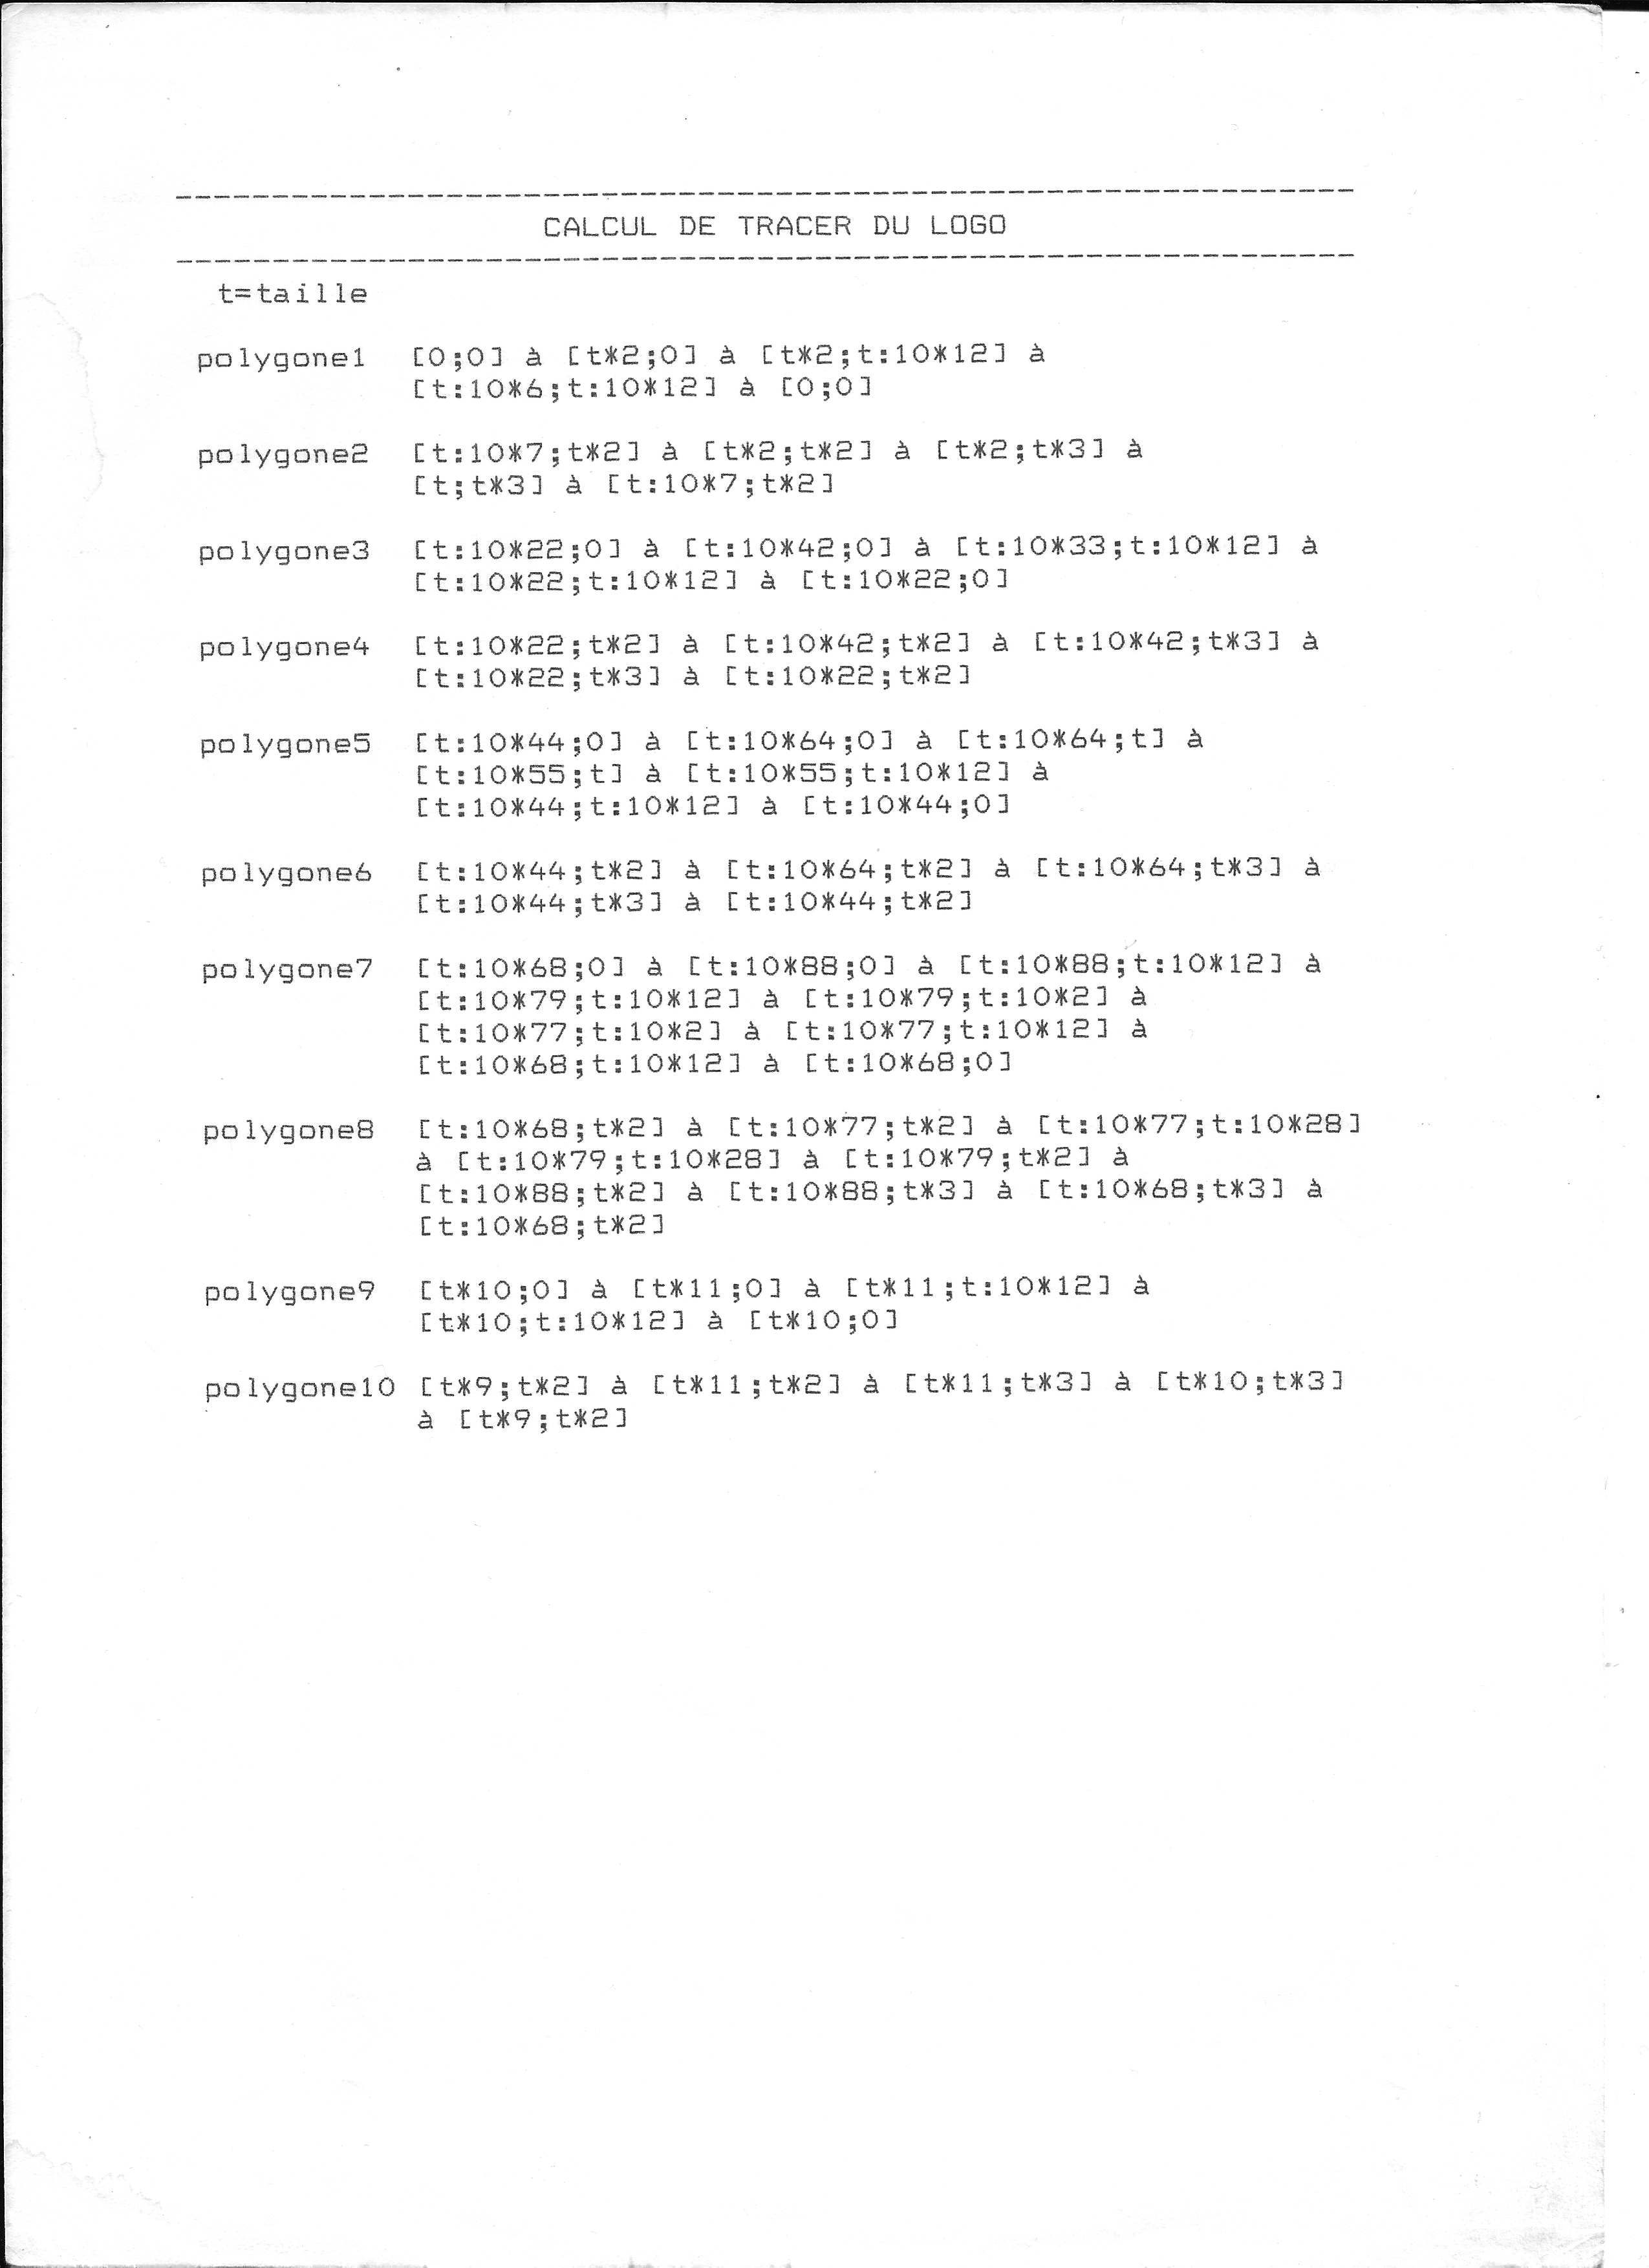 CALCUL DE TRACER DU LOGO
t=taille
polygone1 [0;0] à [t*2;0] à [t*2;t:10*12] à
[t:10*6;t:10*12] à [0;0]
polygone2 [t:10*7;t*2] à [t*2;t*2] à [t*2;t*3] à
[t;t*3] à [t:10*7;t*2]
polygone3 [t:10*22;0] à [t:10*42;0] à [t:10*33;t:10*12] à
[t:10*22;t:10*12] à [t:10*22;0]
polygone4 [t:10*22;t*2] à [t:10*42;t*2] à [t:10*42;t*3] à
[t:10*22;t*3] à [t:10*22;t*2]
polygone5 [t:10*44;0] à [t:10*64;0] à [t:10*64;t] à
[t:10*55;t] à [t:10*55;t:10*12] à
[t:10*44;t:10*12] à [t:10*44;0]
polygone6 [t:10*44;t*2] à [t:10*64;t*2] à [t:10*64;t*3] à
[t:10*44;t*3] à [t:10*44;t*2]
polygone7 [t:10*68;0] à [t:10*88;0] à [t:10*88;t:10*12] à
[t:10*79;t:10*12] à [t:10*79;t:10*2] à
[t:10*77;t:10*2] à [t:10*77;t:10*12] à
[t:10*68;t:10*12] à [t:10*68;0]
polygone8 [t:10*68;t*2] à [t:10*77;t*2] à [t:10*77;t:10*28]
à [t:10*79;t:10*28] à [t:10*79;t*2] à
[t:10*88;t*2] à [t:10*88;t*3] à [t:10*68;t*3] à
[t:10*68;t*2]
polygone9 [t*10;0] à [t*11;0] à [t*11;t:10*12] à
[t*10;t:10*12] à [t*10;0]
polygone10 [t*9;t*2] à [t*11;t*2] à [t*11;t*3] à [t*10;t*3]
à [t*9;t*2]